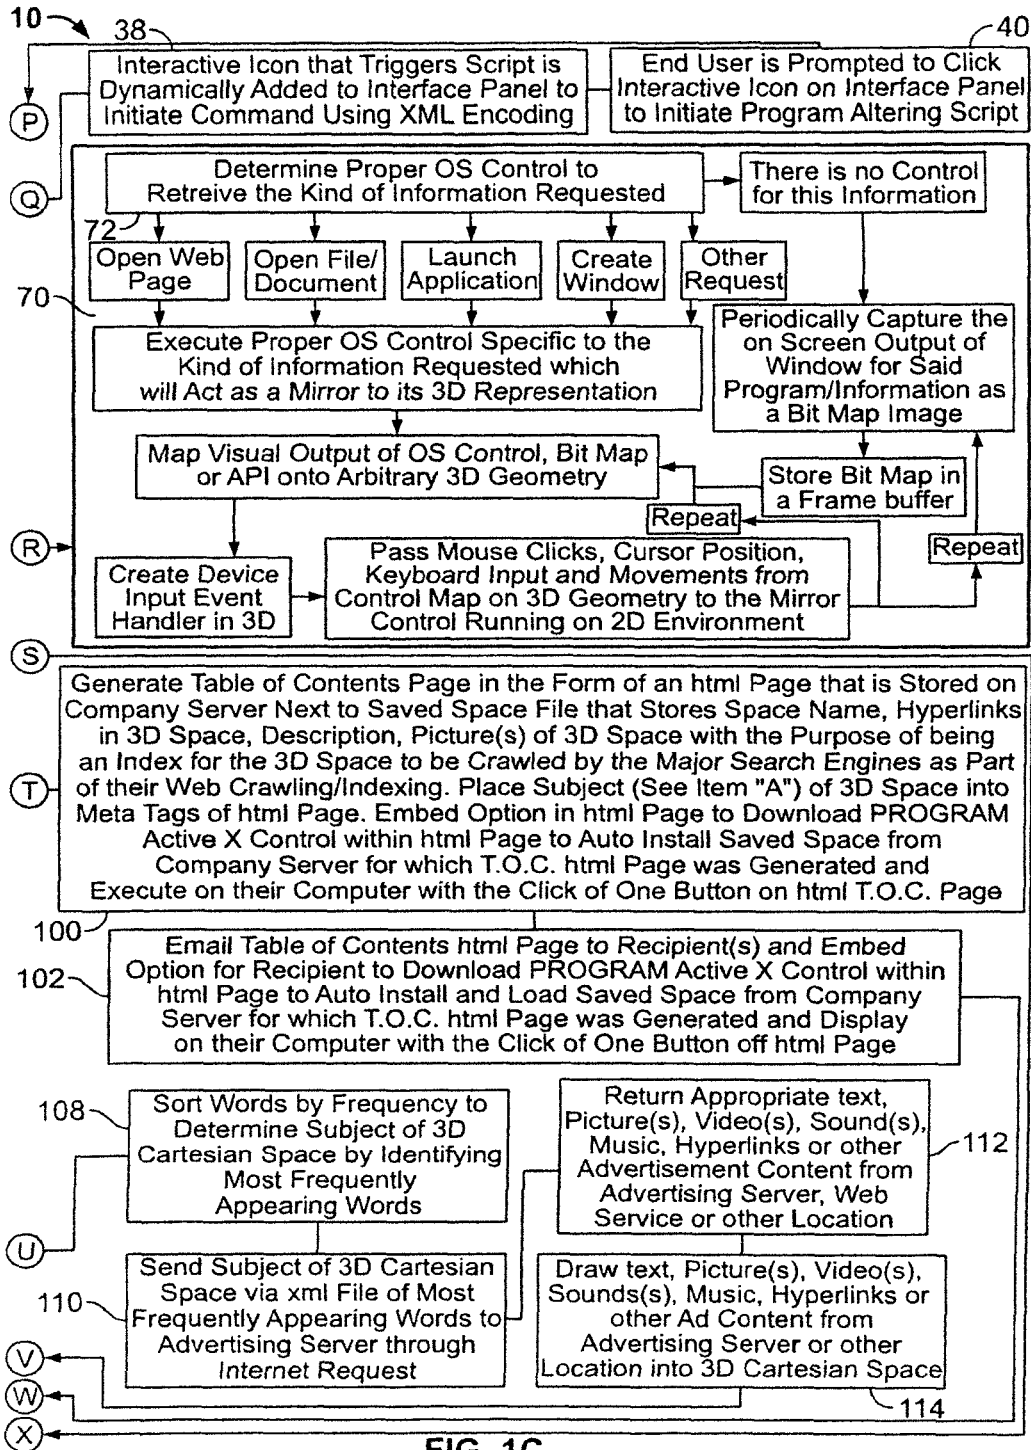 10
38
40
Interactive Icon that Triggers Script is
Dynamically Added to Interface Panel to
Initiate Command Using XML Encoding
End User is Prompted to Click
Interactive Icon on Interface Panel
to Initiate Program Altering Script
P
Q
Determine Proper OS Control to
Retreive the Kind of Information Requested
There is no Control
for this Information
72
Open Web
Page
Open File/
Document
Launch
Application
Create
Window
Other
Request
70
Execute Proper OS Control Specific to the
Kind of Information Requested which
will Act as a Mirror to its 3D Representation
Periodically Capture the
on Screen Output of
Window for Said
Program/Information as
a Bit Map Image
Map Visual Output of OS Control, Bit Map
or API onto Arbitrary 3D Geometry
Store Bit Map in
a Frame buffer
Repeat
Repeat
R
Create Device
Input Event
Handler in 3D
Pass Mouse Clicks, Cursor Position,
Keyboard Input and Movements from
Control Map on 3D Geometry to the Mirror
Control Running on 2D Environment
S
Generate Table of Contents Page in the Form of an html Page that is Stored on
Company Server Next to Saved Space File that Stores Space Name, Hyperlinks
in 3D Space, Description, Picture(s) of 3D Space with the Purpose of being
an Index for the 3D Space to be Crawled by the Major Search Engines as Part
of their Web Crawling/Indexing. Place Subject (See Item "A") of 3D Space into
Meta Tags of html Page. Embed Option in html Page to Download PROGRAM
Active X Control within html Page to Auto Install Saved Space from
Company Server for which T.O.C. html Page was Generated and
Execute on their Computer with the Click of One Button on html T.O.C. Page
T
100
102
Email Table of Contents html Page to Recipient(s) and Embed
Option for Recipient to Download PROGRAM Active X Control within
html Page to Auto Install and Load Saved Space from Company
Server for which T.O.C. html Page was Generated and Display
on their Computer with the Click of One Button off html Page
108
Sort Words by Frequency to
Determine Subject of 3D
Cartesian Space by Identifying
Most Frequently
Appearing Words
Return Appropriate text,
Picture(s), Video(s), Sound(s),
Music, Hyperlinks or other
Advertisement Content from
Advertising Server, Web
Service or other Location
112
U
110
Send Subject of 3D Cartesian
Space via xml File of Most
Frequently Appearing Words to
Advertising Server through
Internet Request
Draw text, Picture(s), Video(s),
Sounds(s), Music, Hyperlinks or
other Ad Content from
Advertising Server or other
Location into 3D Cartesian Space
114
V
W
X
FIG. 1C